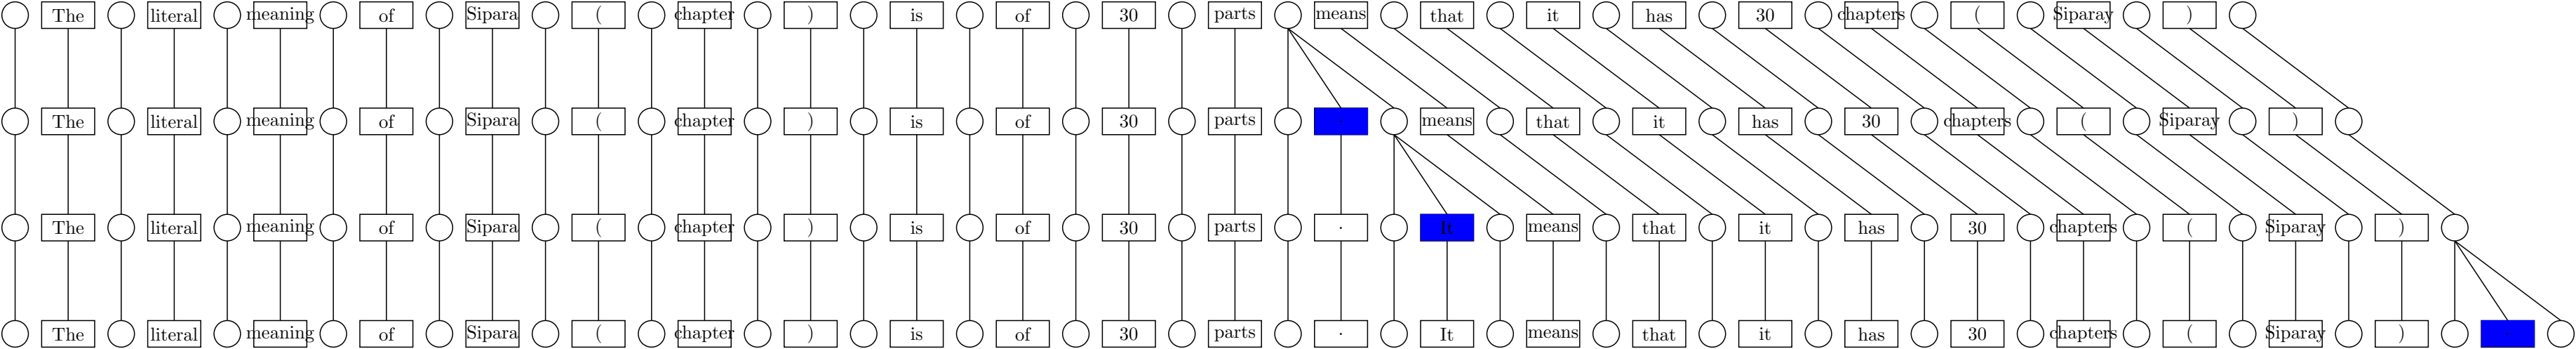 The literal meaning of Sipara ( chapter ) is of 30 parts means that it has 30 chapters ( Siparay )
The literal meaning of Sipara ( chapter ) is of 30 parts means that it has 30 chapters ( Siparay )
The literal meaning of Sipara ( chapter ) is of 30 parts . It means that it has 30 chapters ( Siparay )
The literal meaning of Sipara ( chapter ) is of 30 parts . It means that it has 30 chapters ( Siparay )